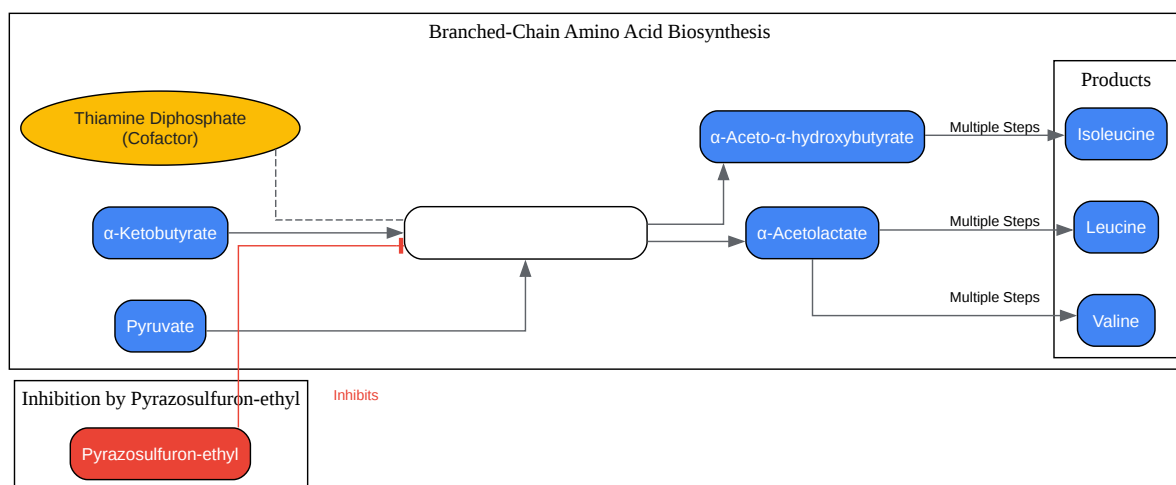 Branched-Chain Amino Acid Biosynthesis
Products
Thiamine Diphosphate
(Cofactor)
α-Aceto-α-hydroxybutyrate
Multiple Steps
Isoleucine
α-Ketobutyrate
α-Acetolactate
Multiple Steps
Leucine
Pyruvate
Multiple Steps
Valine
Inhibition by Pyrazosulfuron-ethyl
Inhibits
Pyrazosulfuron-ethyl